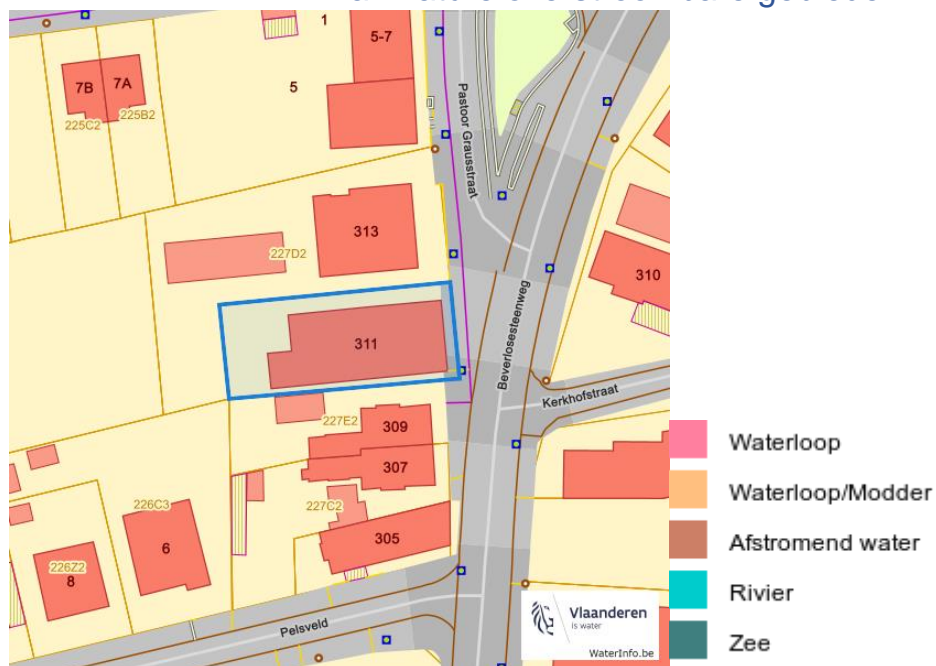 1
5-7
7B
7A
5
225C2
225B2
Pastoor Grausstraat
313
227D2
310
311
Beverlosesteenweg
Kerkhofstraat
227E2
309
307
226C3
227C2
305
6
226Z2
8
Pelsveld
Vlaanderen
is water
WaterInfo.be
Waterloop
Waterloop/Modder
Afstromend water
Rivier
Zee